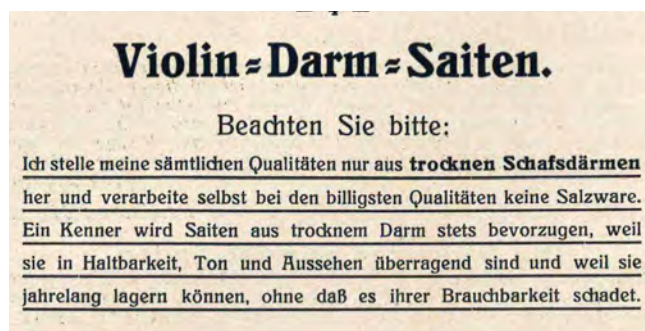 Violin=Darm=Saiten.
Beachten Sie bitte:
Ich stelle meine sämtlichen Qualitäten nur aus trocknen Schafsdärmen
her und verarbeite selbst bei den billigsten Qualitäten keine Salzware.
Ein Kenner wird Saiten aus trocknem Darm stets bevorzugen, weil
sie in Haltbarkeit, Ton und Aussehen überragend sind und weil sie
jahrelang lagern können, ohne daß es ihrer Brauchbarkeit schadet.